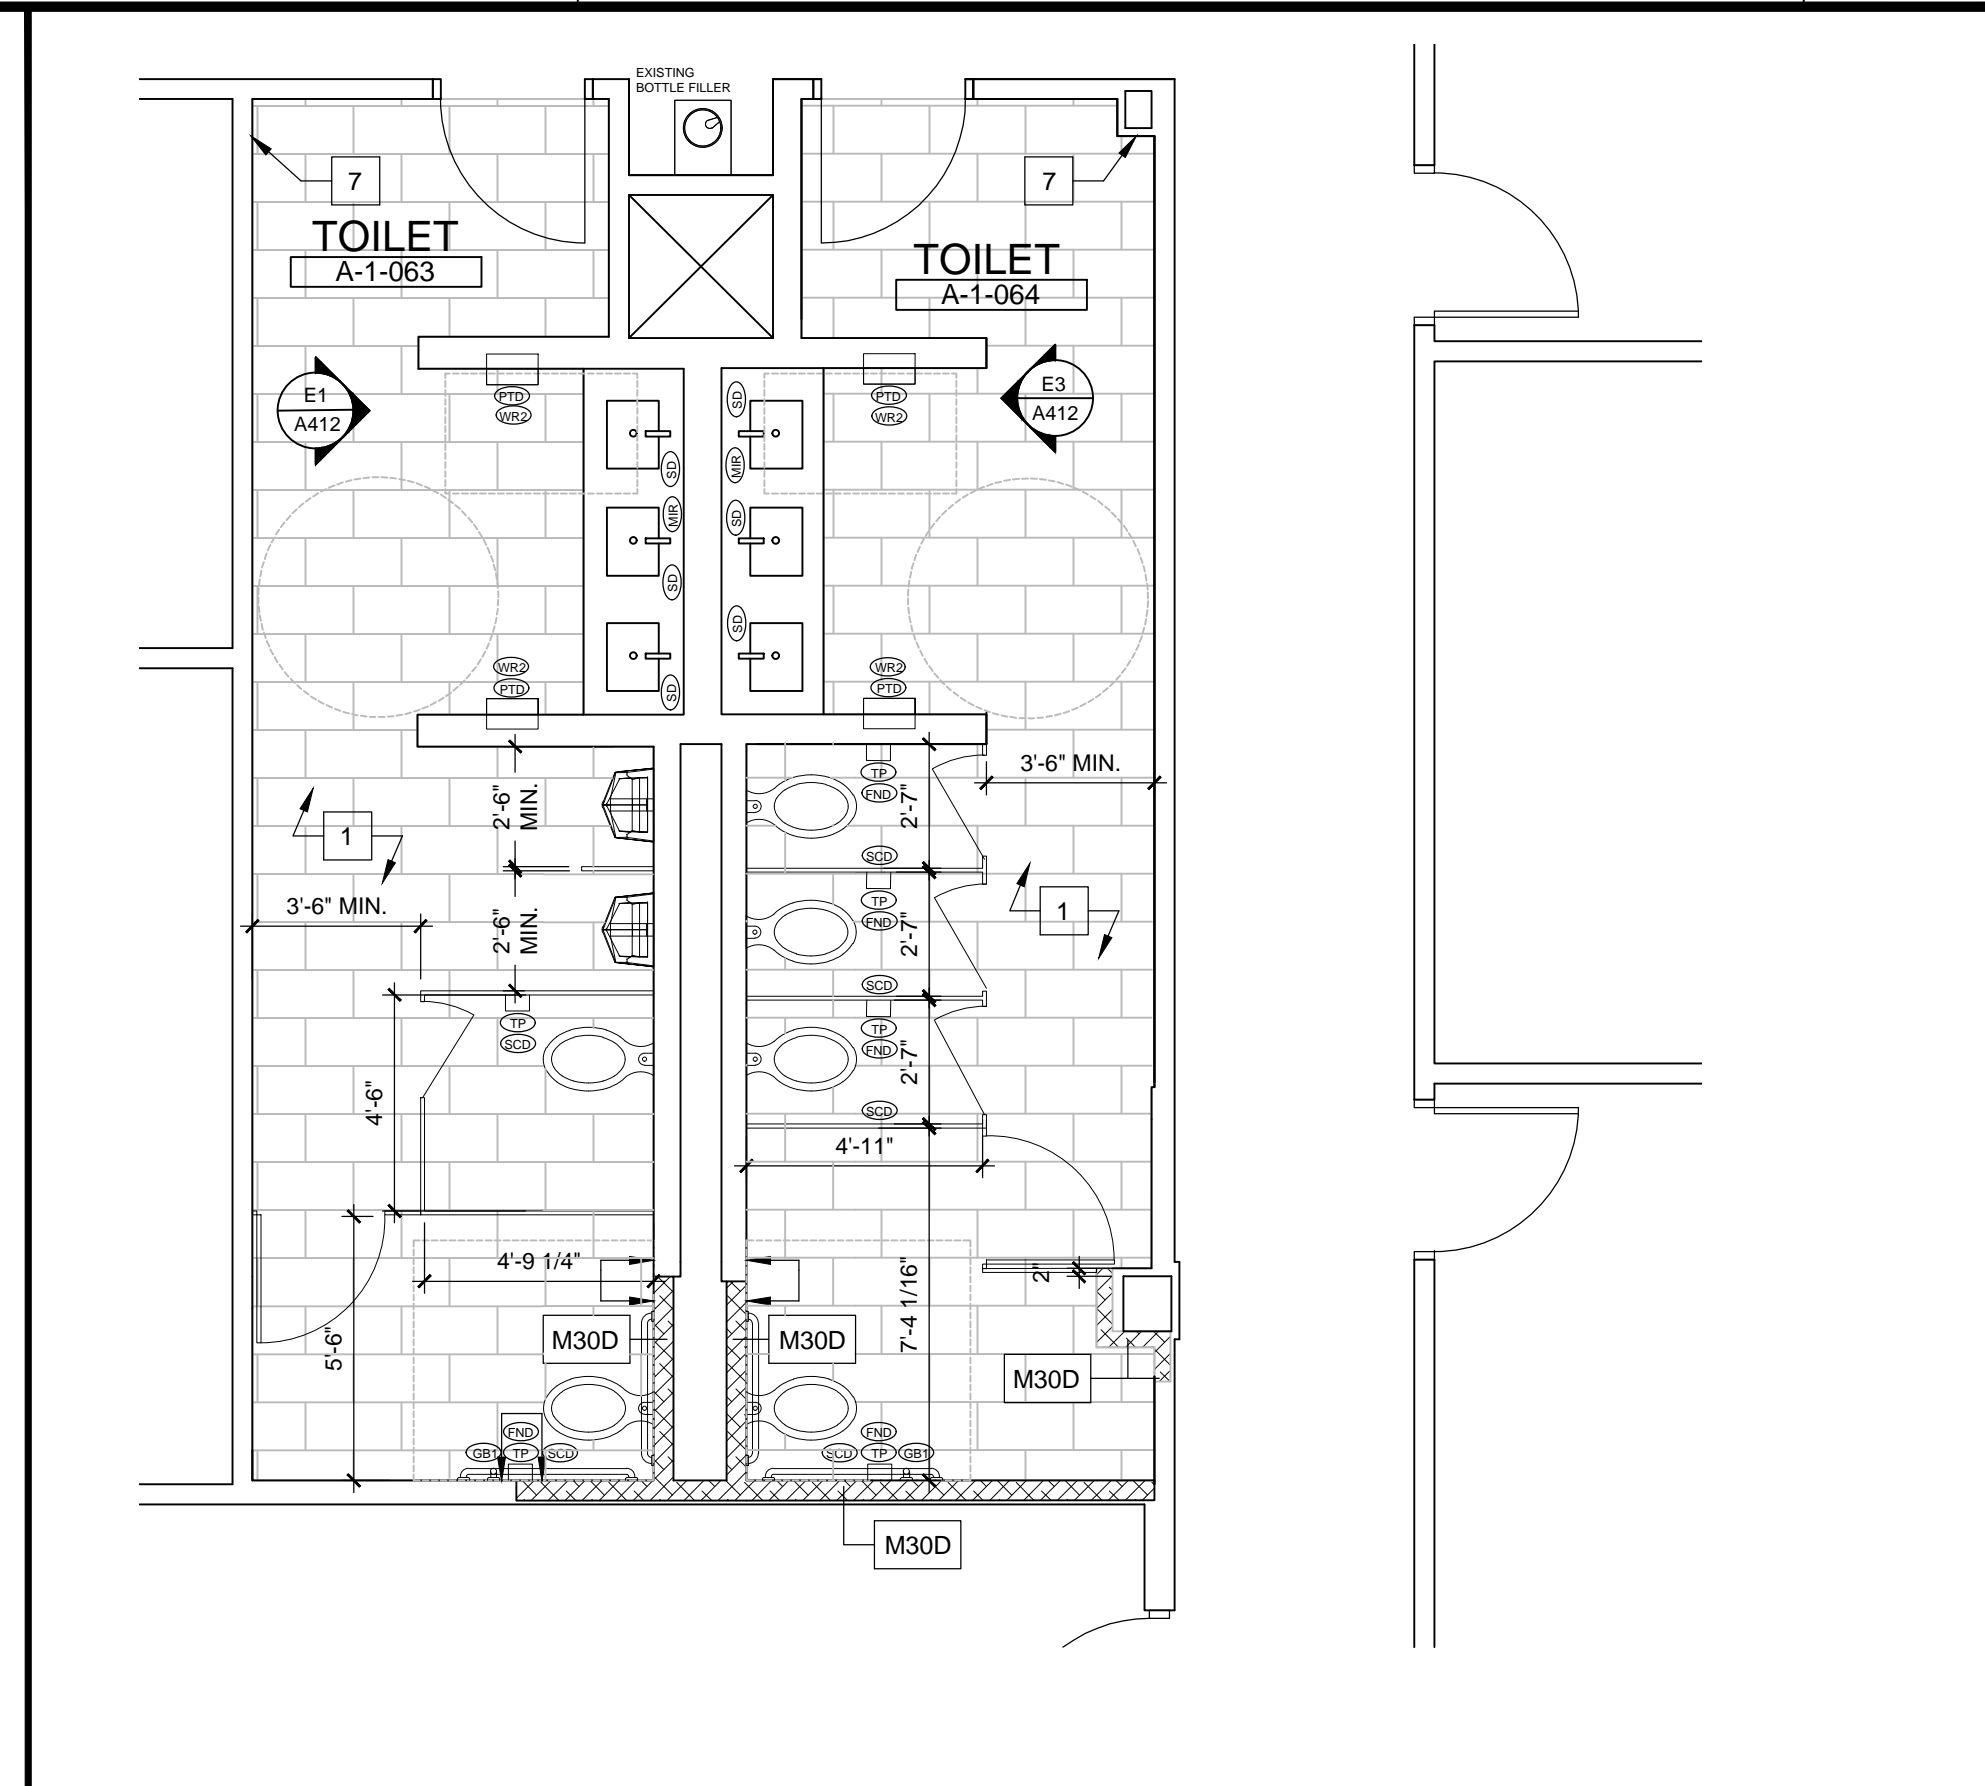 EXISTING
BOTTLE FILLER
7
7
TOILET
A-1-063
TOILET
A-1-064
E1
A412
E3
A412
PTD
WR2
SD
PTD
WR2
SD
MIR
MIR
SD
SD
SD
SD
WR2
PTD
SD
WR2
PTD
2'-6"
MIN.
TP
FND
2'-7"
3'-6" MIN.
1
SCD
3'-6" MIN.
2'-6"
MIN.
TP
FND
2'-7"
1
SCD
TP
SCD
TP
FND
2'-7"
4'-6"
SCD
4'-11"
4'-9 1/4"
7'-4 1/16"
2"
5'-6"
M30D
M30D
M30D
FND
GB1
TP
SCD
FND
SCD
TP
GB1
M30D